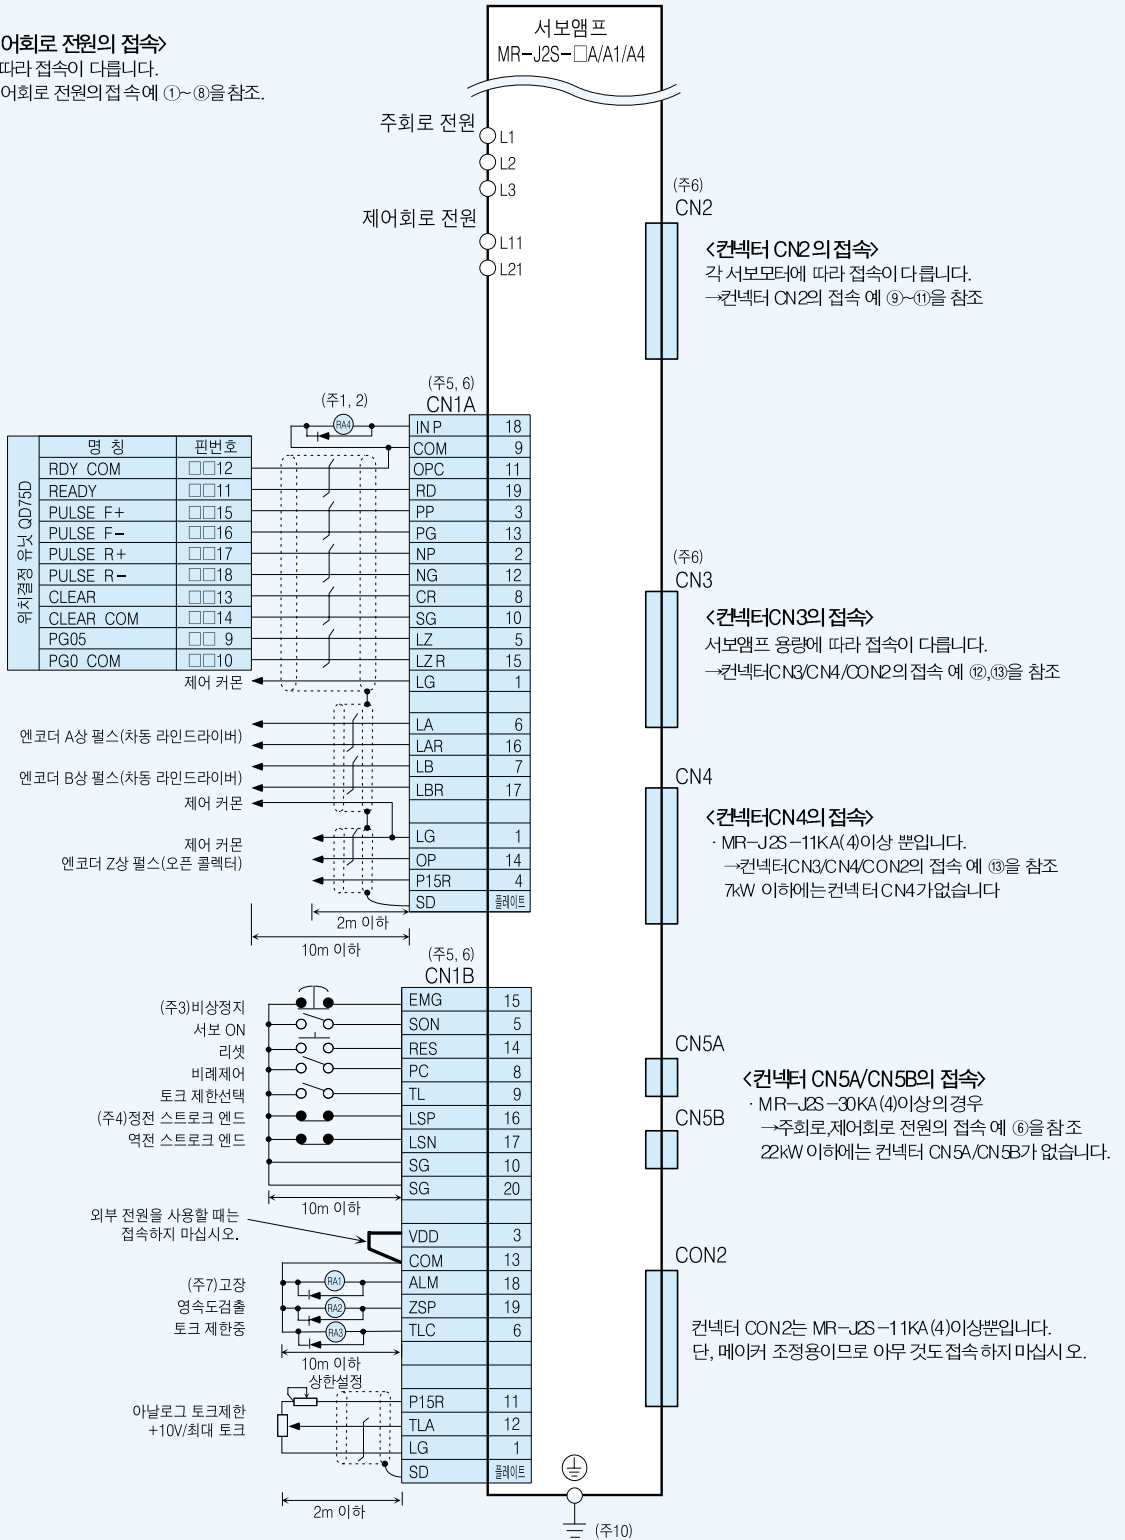 어회로 전원의 접속>
따라 접속이 다릅니다.
어회로 전원의 접속 예 ①~⑧을 참조.
서보앰프
MR-J2S-□A/A1/A4
주회로 전원
L1
L2
L3
제어회로 전원
L11
L21
(주6)
CN2
<컨넥터 CN2의 접속>
각 서보모터에 따라 접속이 다릅니다.
→컨넥터 CN2의 접속 예 ⑨~⑪을 참조
(주5, 6)
CN1A
(주1, 2)
RA4
INP 18
COM 9
OPC 11
RD 19
PP 3
PG 13
NP 2
NG 12
CR 8
SG 10
LZ 5
LZR 15
LG 1
LA 6
LAR 16
LB 7
LBR 17
LG 1
OP 14
P15R 4
SD 플레이트
위치결정 유닛 QD75D
명 칭 핀번호
RDY COM □□12
READY □□11
PULSE F+ □□15
PULSE F- □□16
PULSE R+ □□17
PULSE R- □□18
CLEAR □□13
CLEAR COM □□14
PG05 □□ 9
PG0 COM □□10
제어 커몬
엔코더 A상 펄스(차동 라인드라이버)
엔코더 B상 펄스(차동 라인드라이버)
제어 커몬
제어 커몬
엔코더 Z상 펄스(오픈 콜렉터)
2m 이하
10m 이하
(주6)
CN3
<컨넥터CN3의 접속>
서보앰프 용량에 따라 접속이 다릅니다.
→컨넥터CN3/CN4/CON2의 접속 예 ⑫,⑬을 참조
CN4
<컨넥터CN4의 접속>
· MR-J2S-11KA(4)이상 뿐입니다.
→컨넥터CN3/CN4/CON2의 접속 예 ⑬을 참조
7kW 이하에는 컨넥터 CN4가 없습니다
(주5, 6)
CN1B
(주3)비상정지
서보 ON
리셋
비례제어
토크 제한선택
(주4)정전 스트로크 엔드
역전 스트로크 엔드
EMG 15
SON 5
RES 14
PC 8
TL 9
LSP 16
LSN 17
SG 10
SG 20
10m 이하
외부 전원을 사용할 때는
접속하지 마십시오.
VDD 3
COM 13
ALM 18
ZSP 19
TLC 6
(주7)고장
영속도검출
토크 제한중
RA1
RA2
RA3
10m 이하
상한설정
아날로그 토크제한
+10V/최대 토크
P15R 11
TLA 12
LG 1
SD 플레이트
2m 이하
CN5A
CN5B
<컨넥터 CN5A/CN5B의 접속>
· MR-J2S-30KA(4)이상의 경우
→주회로,제어회로 전원의 접속 예 ⑥을 참조
22kW 이하에는 컨넥터 CN5A/CN5B가 없습니다.
CON2
컨넥터 CON2는 MR-J2S-11KA(4)이상뿐입니다.
단, 메이커 조정용이므로 아무 것도 접속하지 마십시오.
(주10)